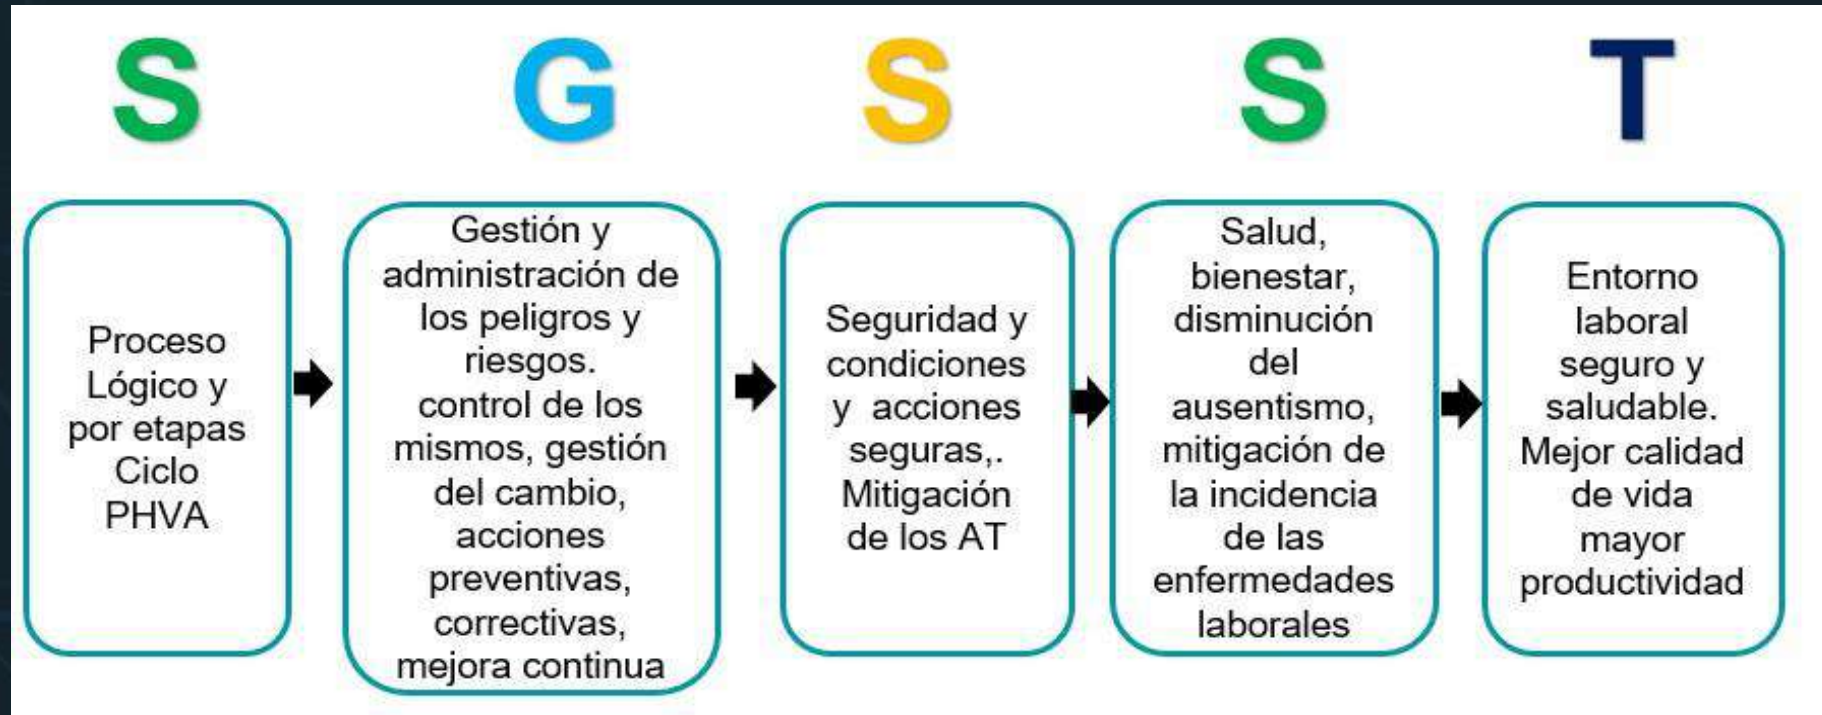 S G S S T
Proceso
Lógico y
por etapas
Ciclo
PHVA
Gestión y
administración de
los peligros y
riesgos.
control de los
mismos, gestión
del cambio,
acciones
preventivas,
correctivas,
mejora continua
Seguridad y
condiciones
y acciones
seguras,.
Mitigación
de los AT
Salud,
bienestar,
disminución
del
ausentismo,
mitigación de
la incidencia
de las
enfermedades
laborales
Entorno
laboral
seguro y
saludable.
Mejor calidad
de vida
mayor
productividad